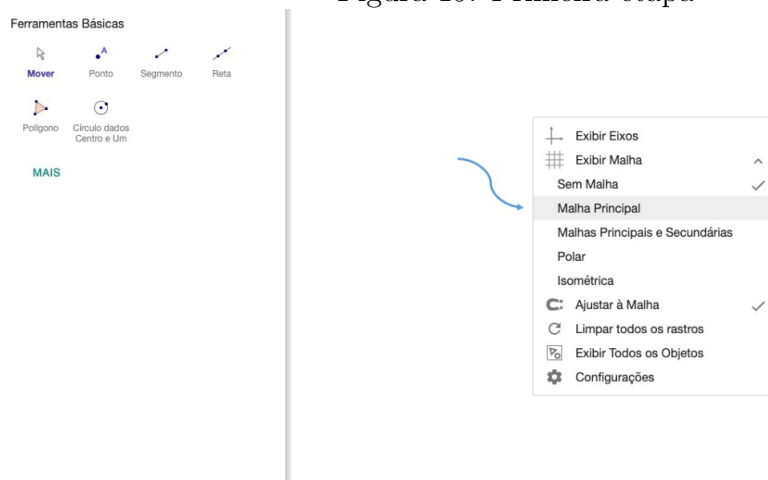 Ferramentas Básicas
Mover
Ponto
Segmento
Reta
Polígono
Círculo dados
Centro e Um
MAIS
Exibir Eixos
Exibir Malha
Sem Malha
Malha Principal
Malhas Principais e Secundárias
Polar
Isométrica
Ajustar à Malha
Limpar todos os rastros
Exibir Todos os Objetos
Configurações